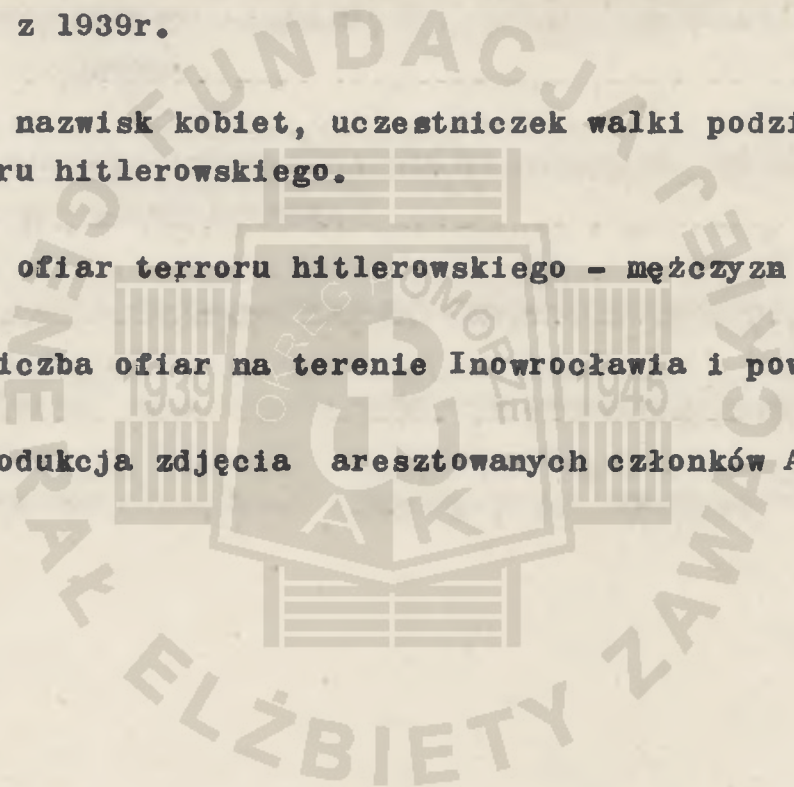 z 1939r.
nazwisk kobiet, uczestniczek walki podzi
ru hitlerowskiego.
ofiar terroru hitlerowskiego - mężczyzn
iczba ofiar na terenie Inowrocławia i pow
odukcja zdjęcia aresztowanych członków A
FUNDACJA
GENERAŁ ELŻBIETY ZAWACKIEJ
OKRĘG POMORZE
1939
1945
AK